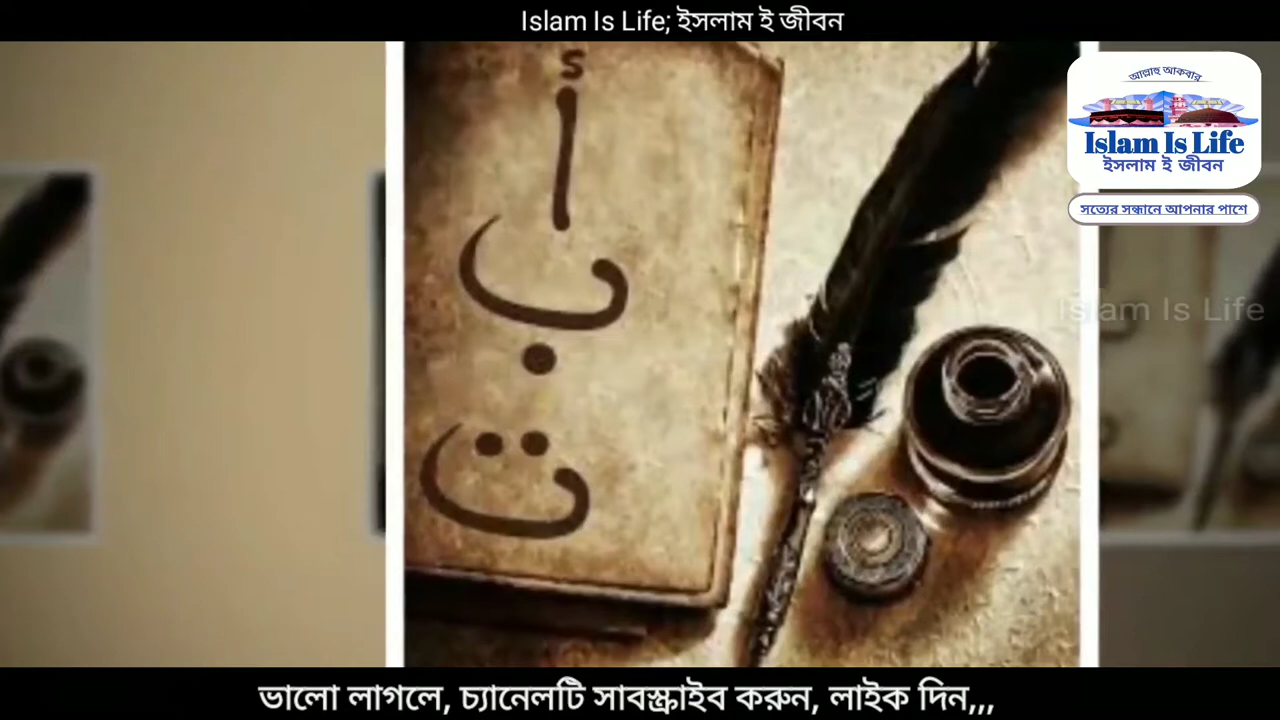 Islam Is Life; ইসলাম ই জীবন
আল্লাহু আকবার
Islam Is Life
ইসলাম ই জীবন
সত্যের সন্ধানে আপনার পাশে
Islam Is Life
أ
ب
ت
ভালো লাগলে, চ্যানেলটি সাবস্ক্রাইব করুন, লাইক দিন,,,